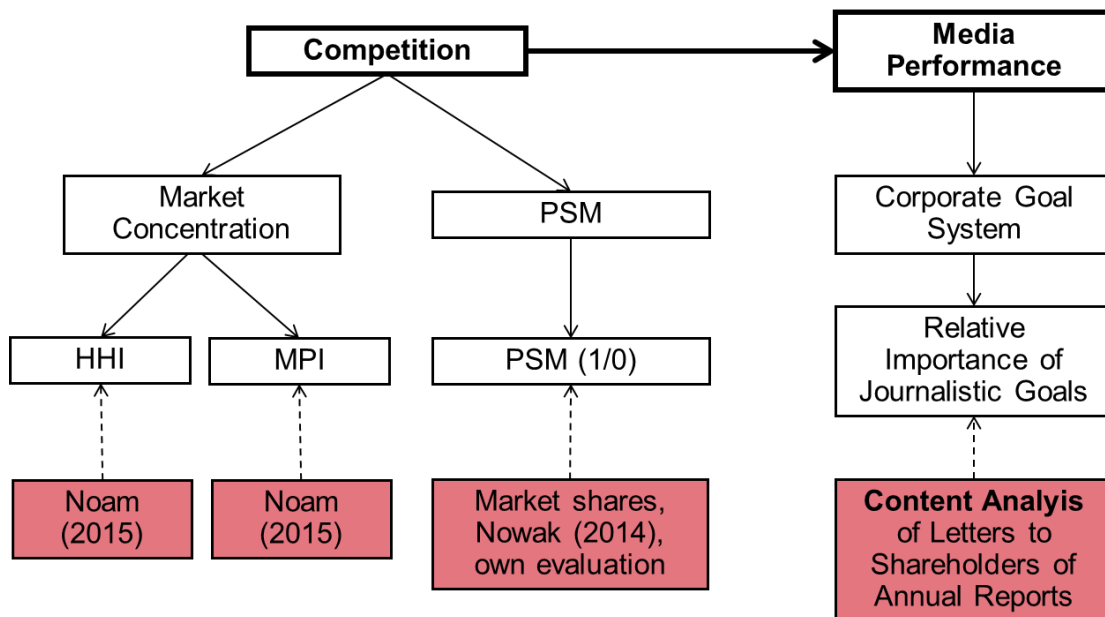 Competition
Media
Performance
Market
Concentration
PSM
Corporate Goal
System
HHI
MPI
PSM (1/0)
Relative
Importance of
Journalistic Goals
Noam
(2015)
Noam
(2015)
Market shares,
Nowak (2014),
own evaluation
Content Analyis
of Letters to
Shareholders of
Annual Reports